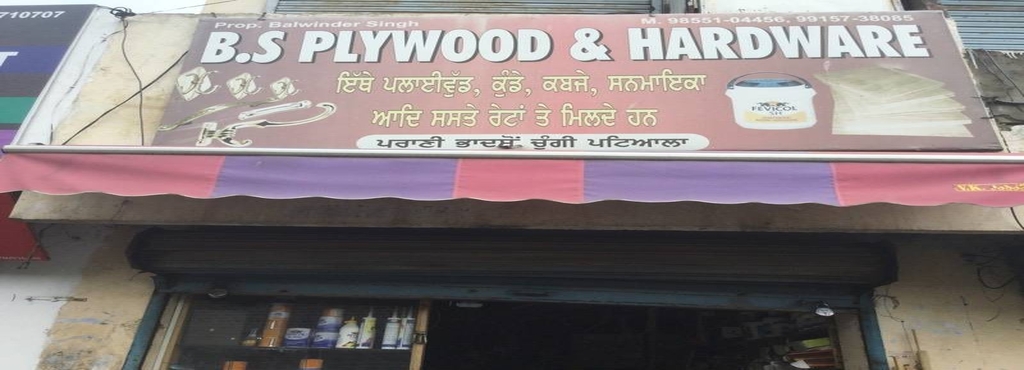 710707
Prop. Balwinder Singh
M. 98551-04456, 99157-38085
B.S PLYWOOD & HARDWARE
ਇੱਥੇ ਪਲਾਈਵੁੱਡ, ਕੁੰਡੇ, ਕਬਜੇ, ਸਨਮਾਇਕਾ
ਆਦਿ ਸਸਤੇ ਰੇਟਾਂ ਤੇ ਮਿਲਦੇ ਹਨ
FEVICOL
SH
ਪੁਰਾਣੀ ਭਾਦਸੋਂ ਚੁੰਗੀ ਪਟਿਆਲਾ
V.K.